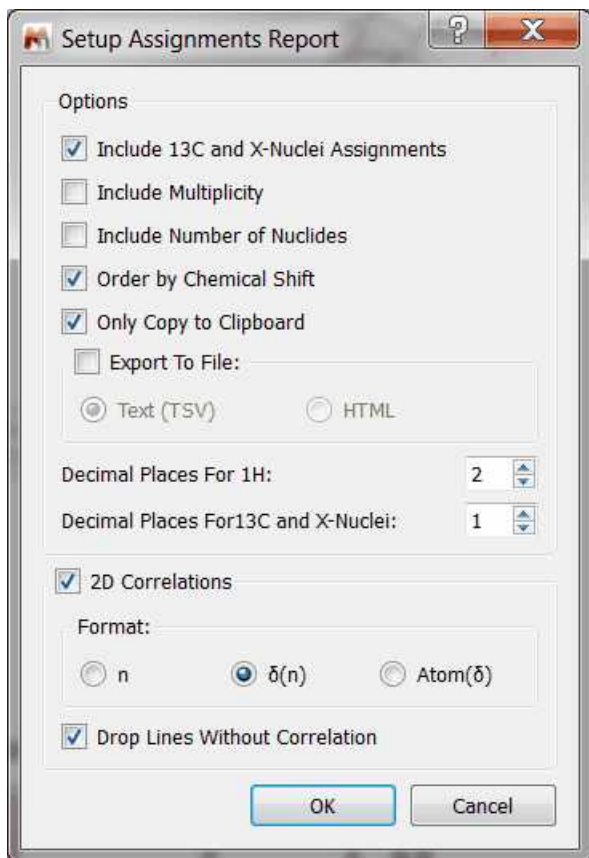 Setup Assignments Report
Options
Include 13C and X-Nuclei Assignments
Include Multiplicity
Include Number of Nuclides
Order by Chemical Shift
Only Copy to Clipboard
Export To File:
Text (TSV) HTML
Decimal Places For 1H: 2
Decimal Places For13C and X-Nuclei: 1
2D Correlations
Format:
n δ(n) Atom(δ)
Drop Lines Without Correlation
OK Cancel